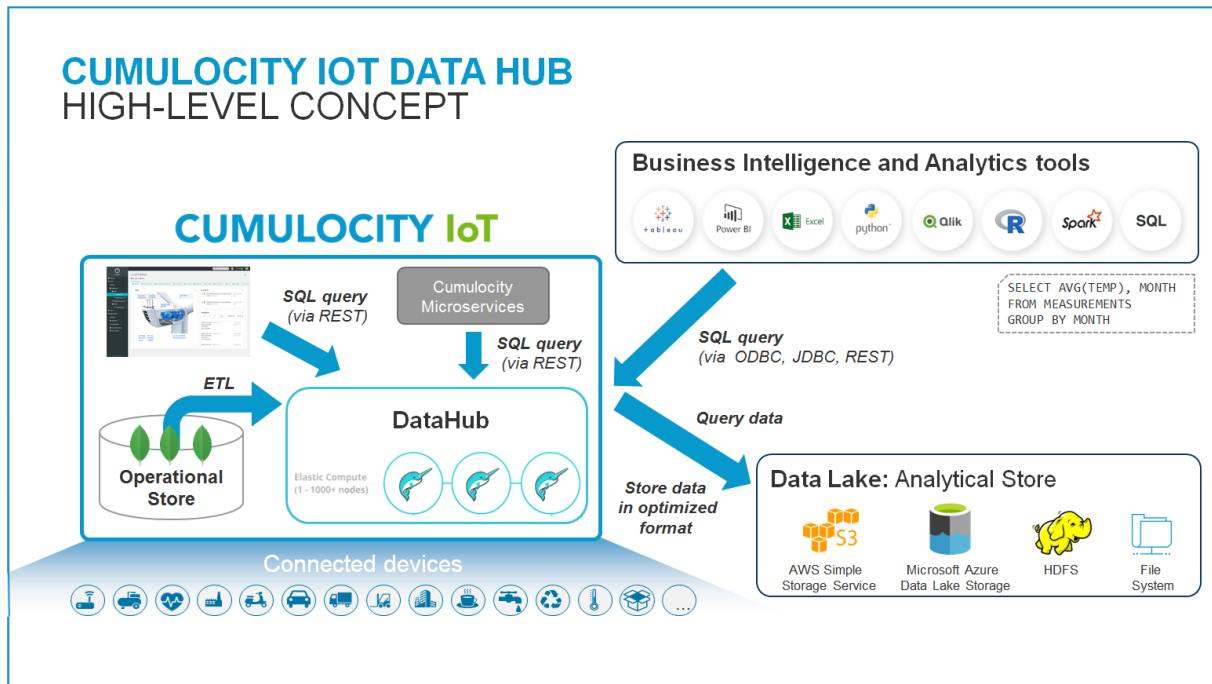 CUMULOCITY IOT DATA HUB
HIGH-LEVEL CONCEPT
Business Intelligence and Analytics tools
+ a b l e a u
Power BI
Excel
python
Qlik
R
Spark
SQL
SELECT AVG(TEMP), MONTH
FROM MEASUREMENTS
GROUP BY MONTH
CUMULOCITY IoT
SQL query
(via REST)
Cumulocity
Microservices
SQL query
(via REST)
SQL query
(via ODBC, JDBC, REST)
ETL
Operational
Store
DataHub
Elastic Compute
(1 - 1000+ nodes)
Query data
Store data
in optimized
format
Data Lake: Analytical Store
S3
AWS Simple
Storage Service
Microsoft Azure
Data Lake Storage
HDFS
File
System
Connected devices
...